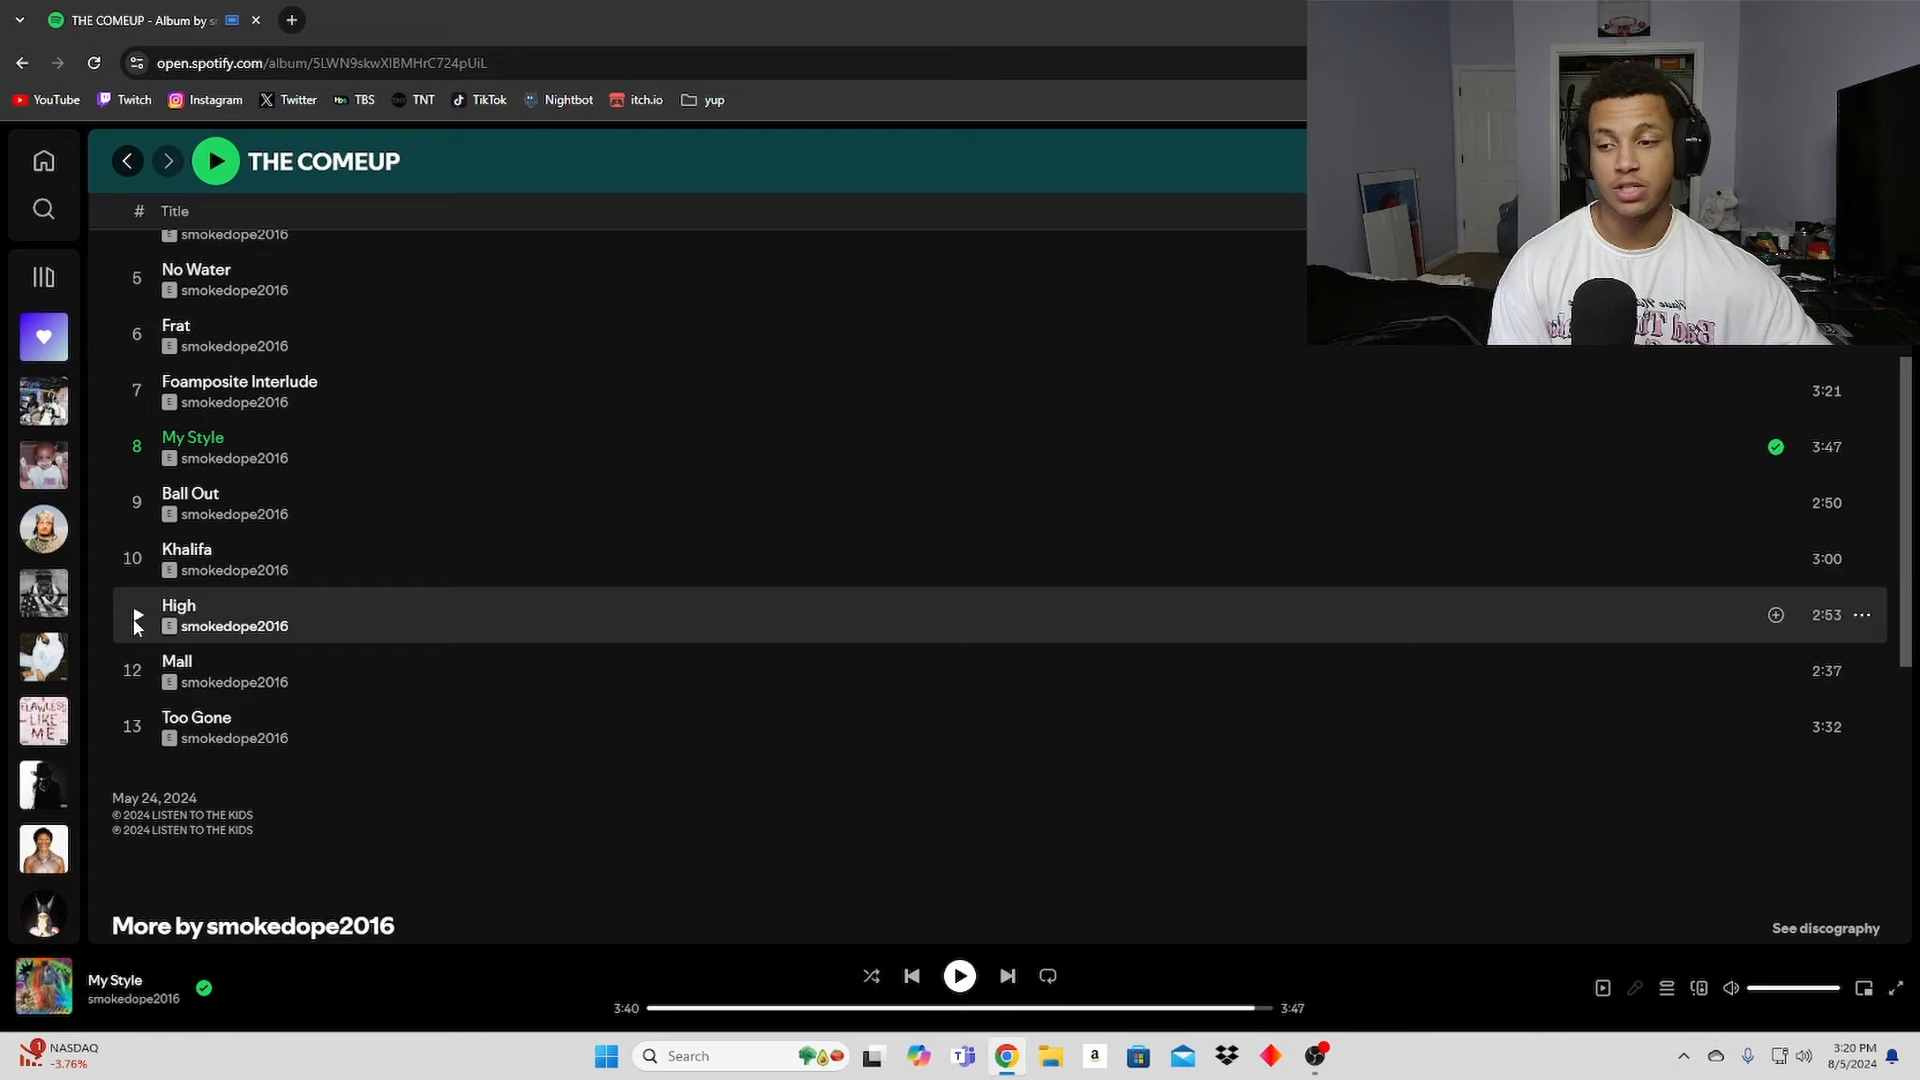 THE COMEUP - Album by s
open.spotify.com/album/5LWN9skwXIBMHrC724pUiL
YouTube Twitch Instagram Twitter TBS TNT TikTok Nightbot itch.io yup
THE COMEUP
# Title
E smokedope2016
5 No Water
E smokedope2016
6 Frat
E smokedope2016
7 Foamposite Interlude 3:21
E smokedope2016
8 My Style 3:47
E smokedope2016
9 Ball Out 2:50
E smokedope2016
10 Khalifa 3:00
E smokedope2016
High 2:53
E smokedope2016
12 Mall 2:37
E smokedope2016
13 Too Gone 3:32
E smokedope2016
May 24, 2024
© 2024 LISTEN TO THE KIDS
℗ 2024 LISTEN TO THE KIDS
More by smokedope2016
See discography
FLAWLESS
LIKE
ME
My Style
smokedope2016
3:40 3:47
1 NASDAQ
-3.76%
Search
3:20 PM
8/5/2024